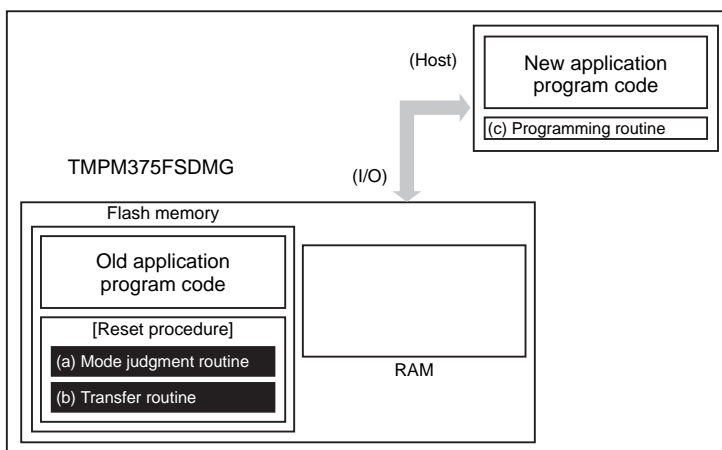 (Host)
New application
program code
(c) Programming routine
TMPM375FSDMG
(I/O)
Flash memory
Old application
program code
[Reset procedure]
(a) Mode judgment routine
(b) Transfer routine
RAM